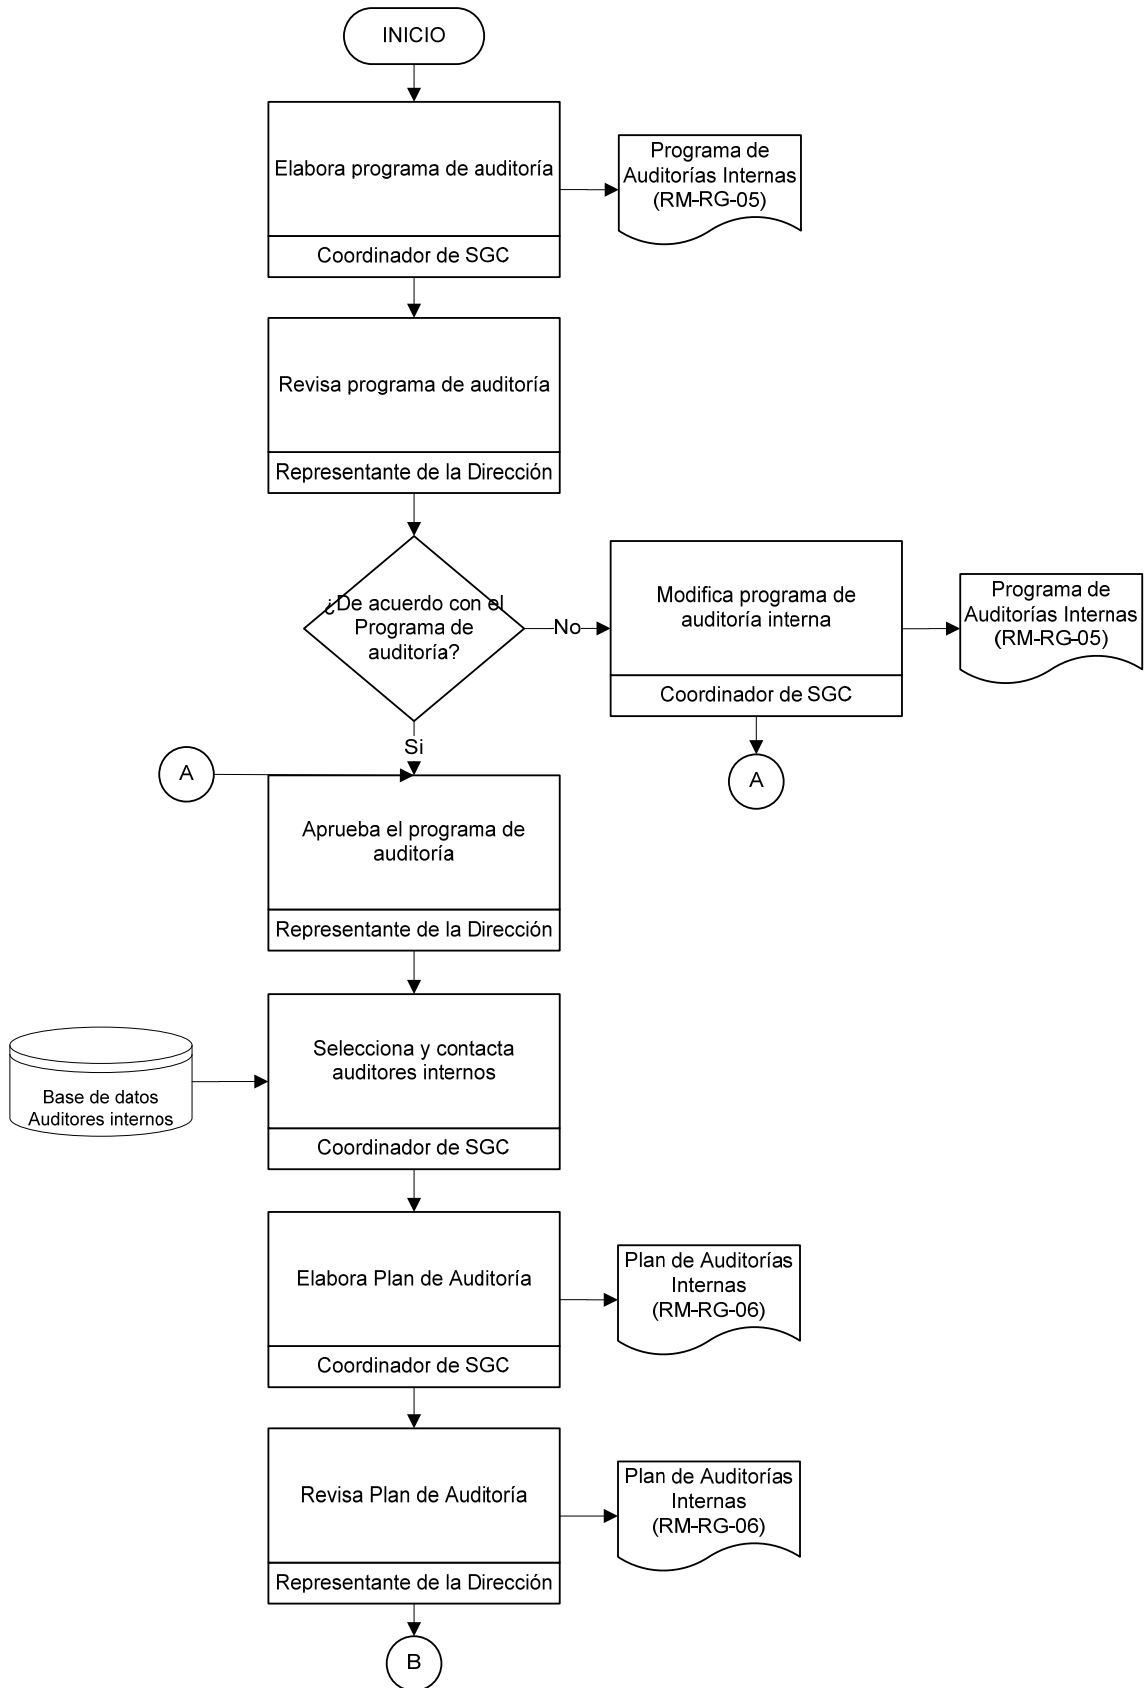 INICIO
Elabora programa de auditoría
Coordinador de SGC
Programa de
Auditorías Internas
(RM-RG-05)
Revisa programa de auditoría
Representante de la Dirección
¿De acuerdo con el
Programa de
auditoría?
No
Modifica programa de
auditoría interna
Coordinador de SGC
Programa de
Auditorías Internas
(RM-RG-05)
Si
A
A
Aprueba el programa de
auditoría
Representante de la Dirección
Base de datos
Auditores internos
Selecciona y contacta
auditores internos
Coordinador de SGC
Elabora Plan de Auditoría
Coordinador de SGC
Plan de Auditorías
Internas
(RM-RG-06)
Revisa Plan de Auditoría
Representante de la Dirección
Plan de Auditorías
Internas
(RM-RG-06)
B